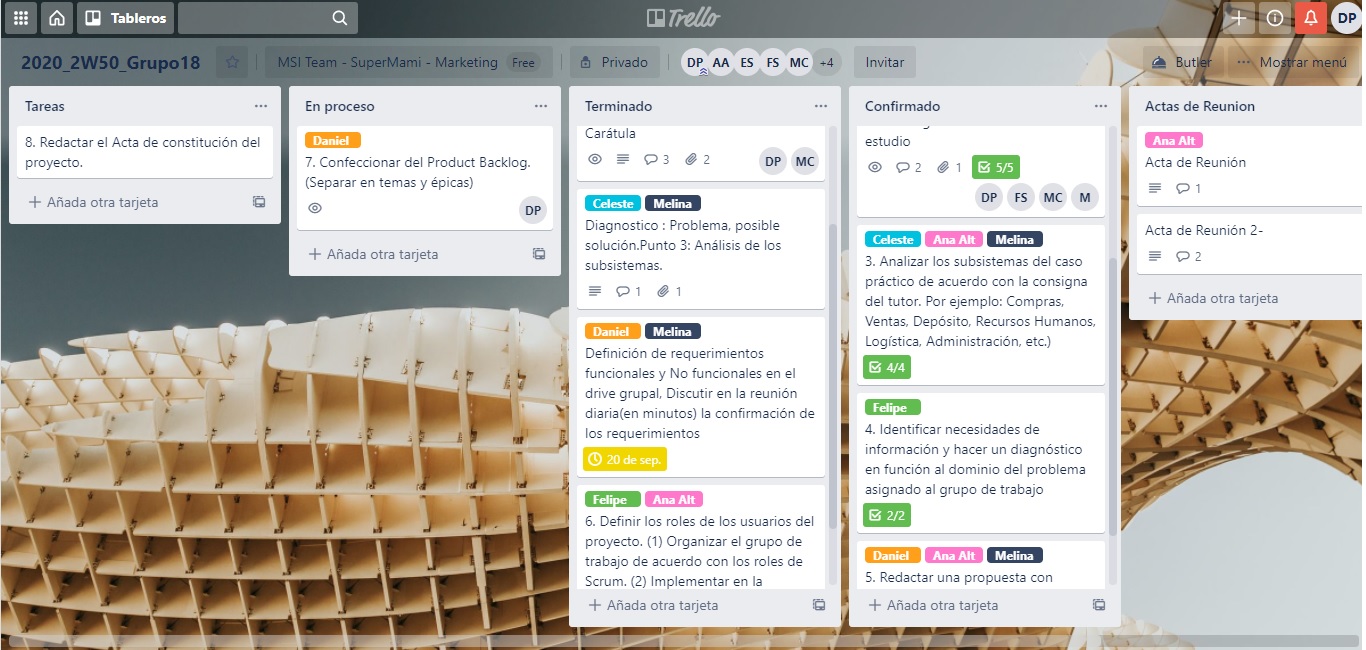 Tableros
Trello
DP
2020_2W50_Grupo18
MSI Team - SuperMami - Marketing
Free
Privado
DP AA ES FS MC +4
Invitar
Butler
Mostrar menú
Tareas
8. Redactar el Acta de constitución del
proyecto.
Añada otra tarjeta
En proceso
Daniel
7. Confeccionar del Product Backlog.
(Separar en temas y épicas)
DP
Añada otra tarjeta
Terminado
Carátula
3 2
DP MC
Celeste Melina
Diagnostico : Problema, posible
solución.Punto 3: Análisis de los
subsistemas.
1 1
Daniel Melina
Definición de requerimientos
funcionales y No funcionales en el
drive grupal, Discutir en la reunión
diaria(en minutos) la confirmación de
los requerimientos
20 de sep.
Felipe Ana Alt
6. Definir los roles de los usuarios del
proyecto. (1) Organizar el grupo de
trabajo de acuerdo con los roles de
Scrum. (2) Implementar en la
Añada otra tarjeta
Confirmado
estudio
2 1 5/5
DP FS MC M
Celeste Ana Alt Melina
3. Analizar los subsistemas del caso
práctico de acuerdo con la consigna
del tutor. Por ejemplo: Compras,
Ventas, Depósito, Recursos Humanos,
Logística, Administración, etc.)
4/4
Felipe
4. Identificar necesidades de
información y hacer un diagnóstico
en función al dominio del problema
asignado al grupo de trabajo
2/2
Daniel Ana Alt Melina
5. Redactar una propuesta con
Añada otra tarjeta
Actas de Reunion
Ana Alt
Acta de Reunión
1
Acta de Reunión 2-
2
Añada otra tarjeta